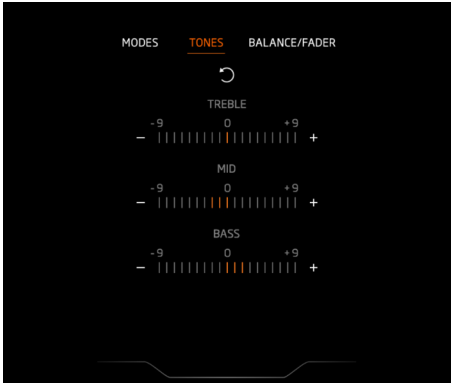 MODES TONES BALANCE/FADER
TREBLE
-9 0 +9
− +
MID
-9 0 +9
− +
BASS
-9 0 +9
− +